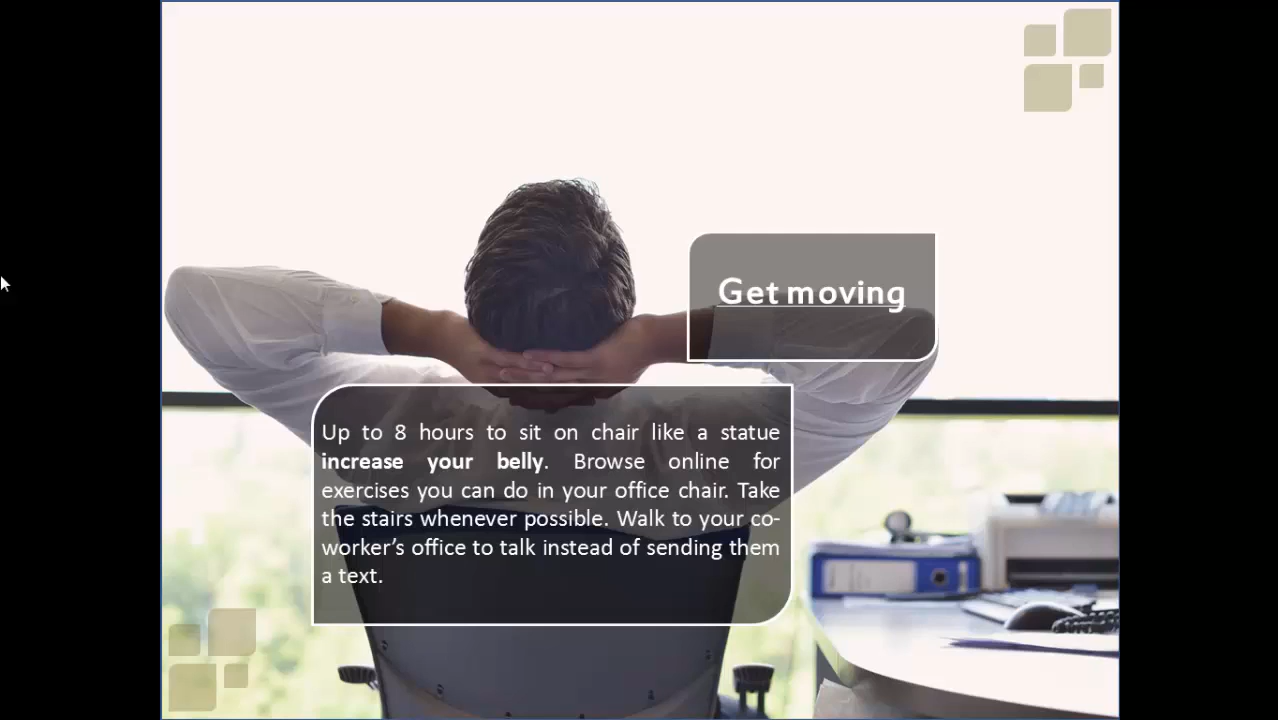 Get moving
Up to 8 hours to sit on chair like a statue
increase your belly. Browse online for
exercises you can do in your office chair. Take
the stairs whenever possible. Walk to your co-
worker’s office to talk instead of sending them
a text.